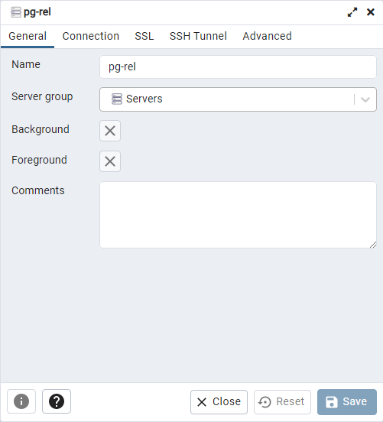 pg-rel
General Connection SSL SSH Tunnel Advanced
Name pg-rel
Server group Servers
Background
Foreground
Comments
Close Reset Save